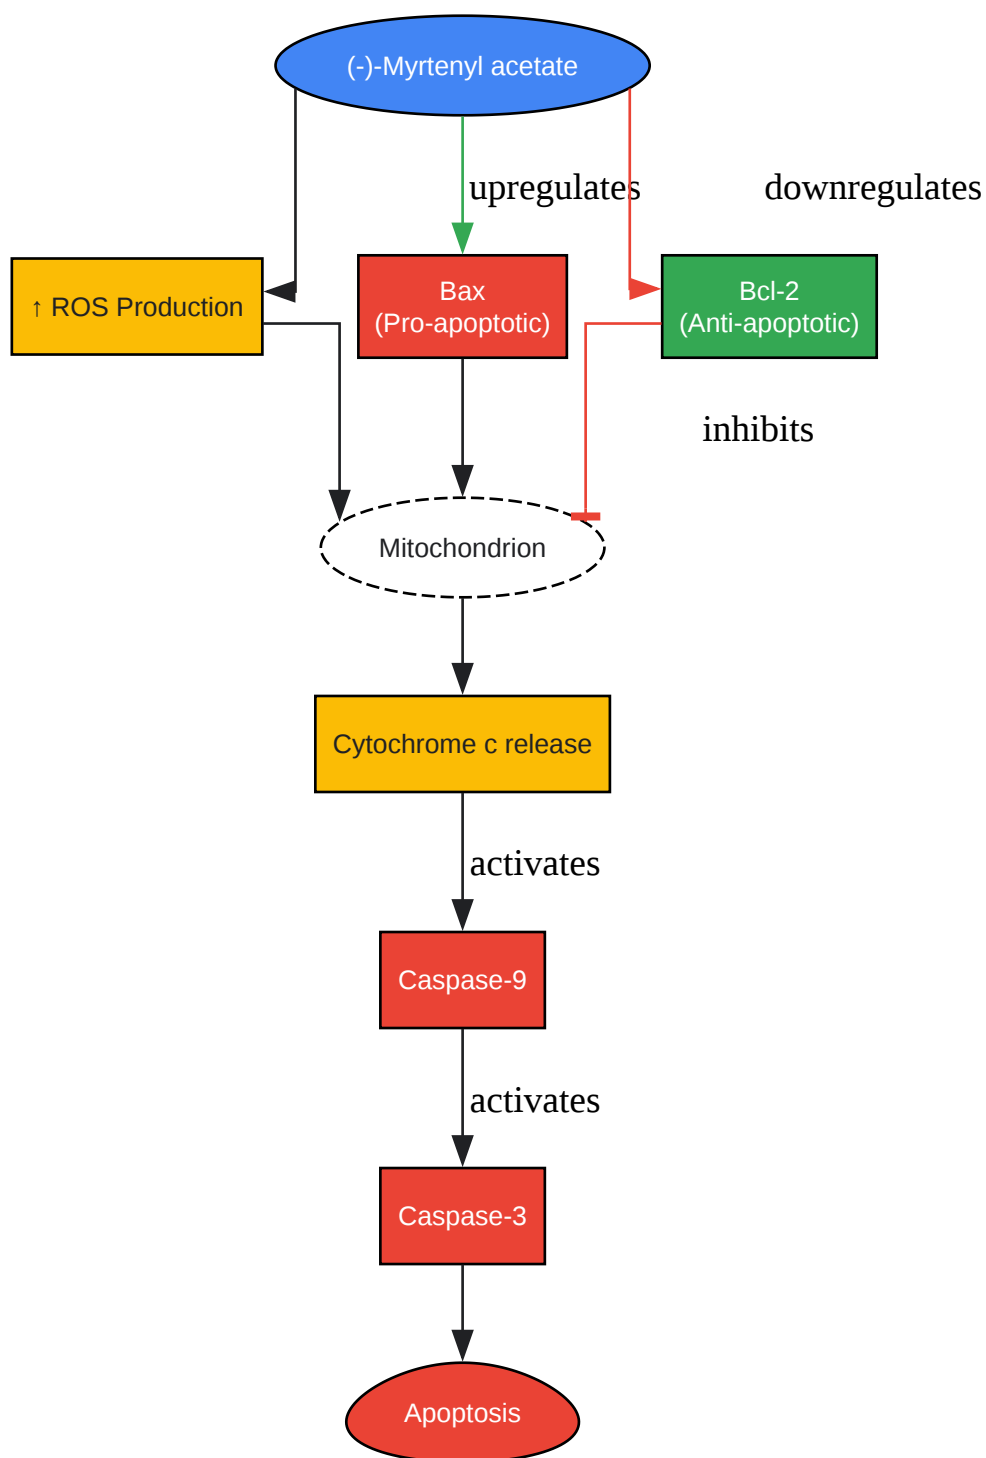 (-)-Myrtenyl acetate
upregulates
downregulates
↑ ROS Production
Bax
(Pro-apoptotic)
Bcl-2
(Anti-apoptotic)
inhibits
Mitochondrion
Cytochrome c release
activates
Caspase-9
activates
Caspase-3
Apoptosis